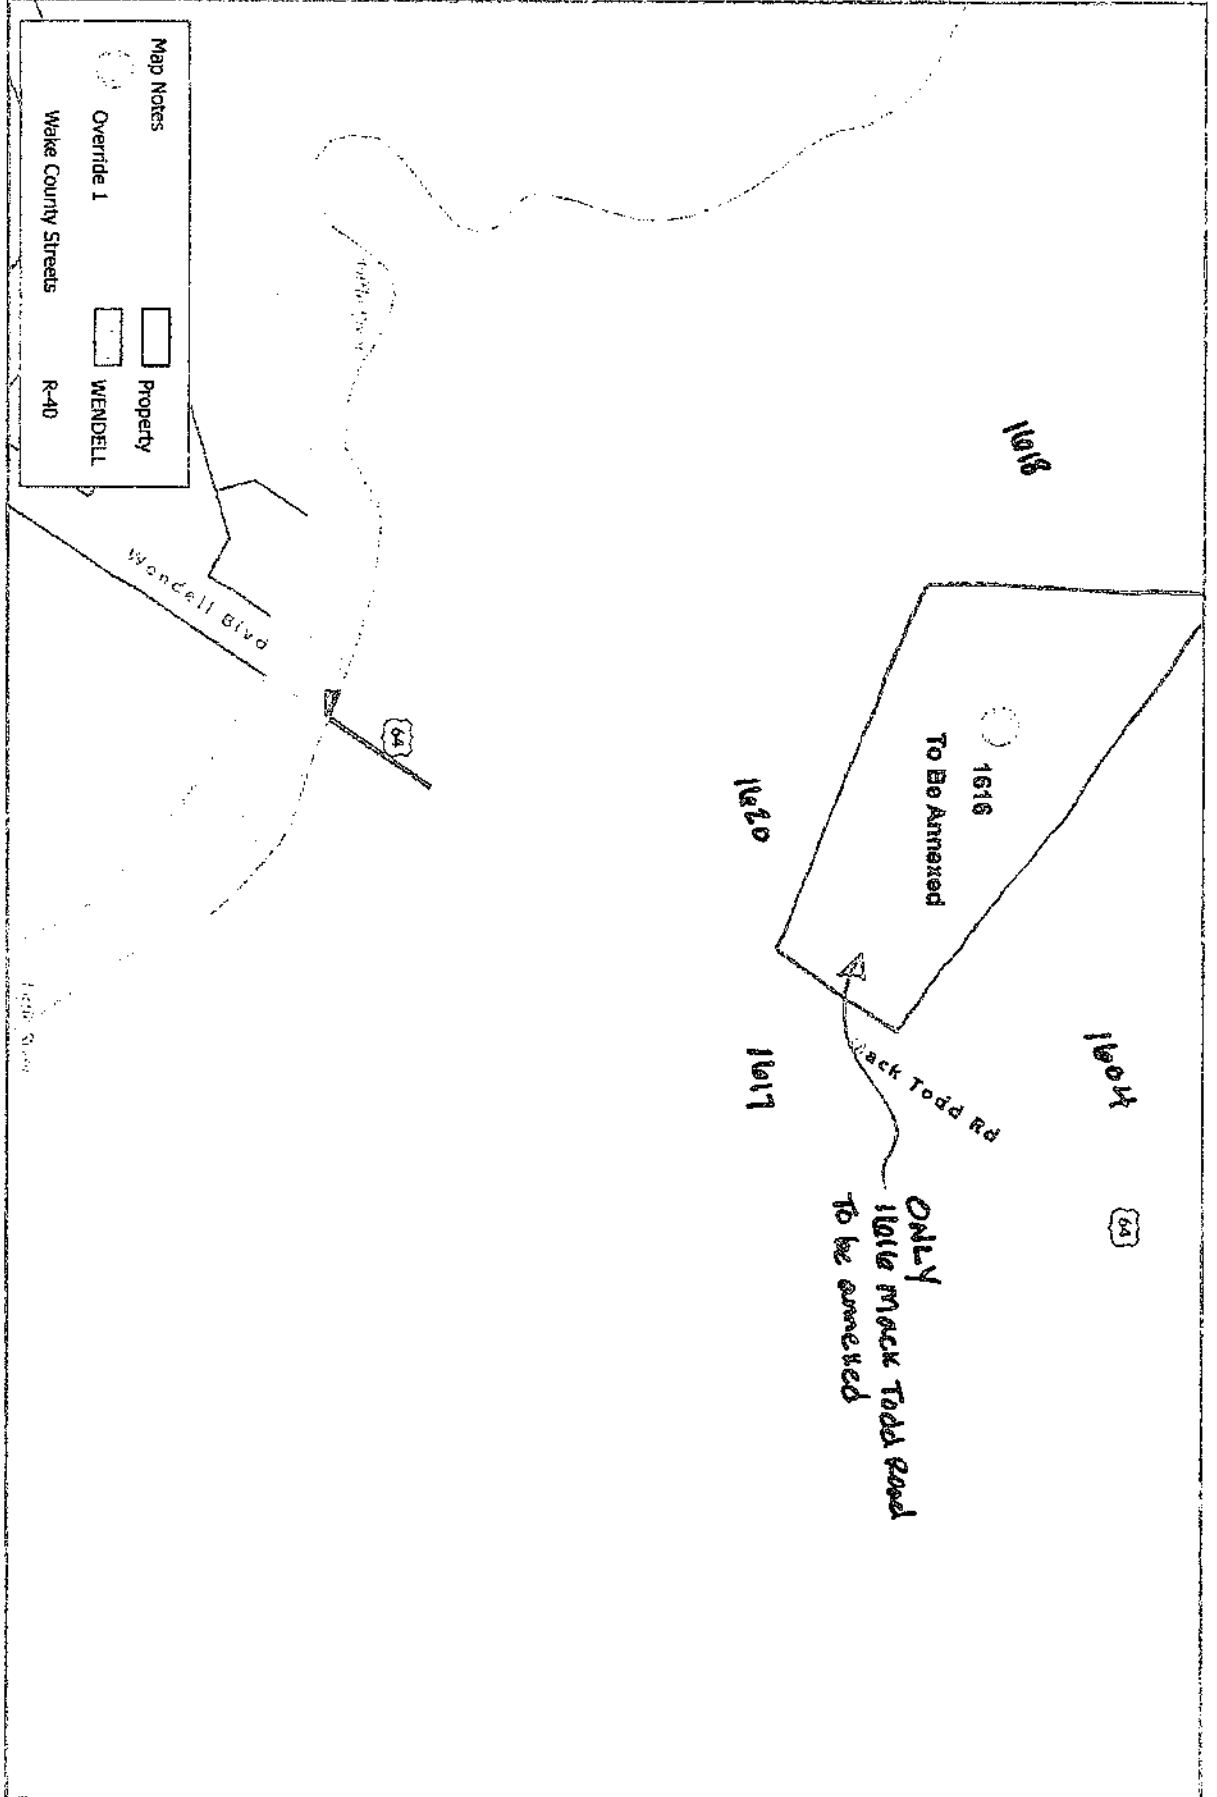 1618
1604
64
1616
To Be Annexed
Mack Todd Rd
ONLY
1616 Mack Todd Road
To be annexed
1620
1617
64
Wendell Blvd
Map Notes
Override 1
Wake County Streets
Property
WENDELL
R-40